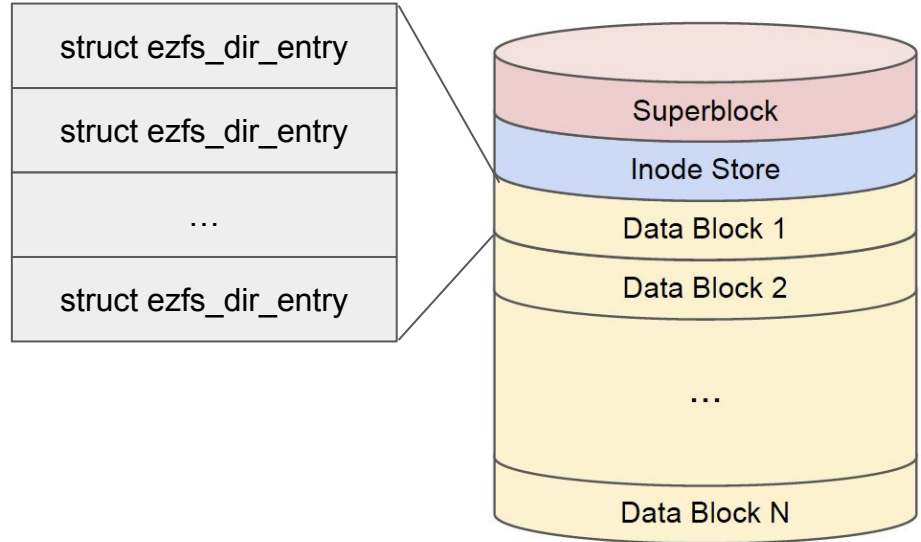 struct ezfs_dir_entry
struct ezfs_dir_entry
...
struct ezfs_dir_entry
Superblock
Inode Store
Data Block 1
Data Block 2
...
Data Block N